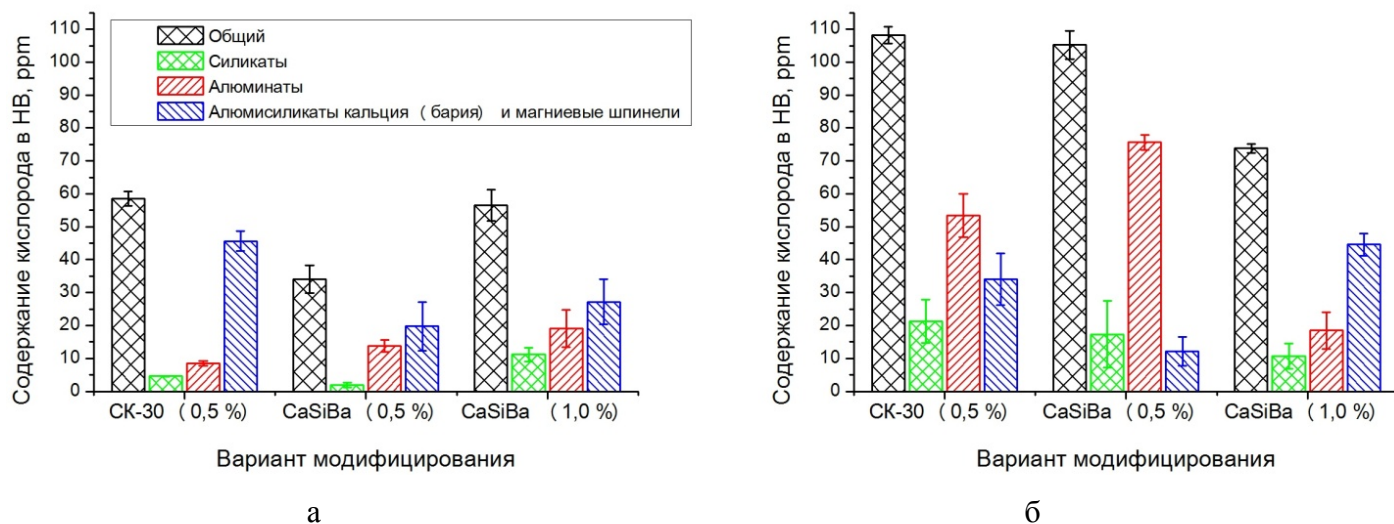 Содержание кислорода в НВ, ppm
110
100
90
80
70
60
50
40
30
20
10
0
Общий
Силикаты
Алюминаты
Алюмисиликаты кальция ( бария) и магниевые шпинели
СК-30 ( 0,5 %) CaSiBa ( 0,5 %) CaSiBa ( 1,0 %)
Вариант модифицирования
а
Содержание кислорода в НВ, ppm
110
100
90
80
70
60
50
40
30
20
10
0
СК-30 ( 0,5 %) CaSiBa ( 0,5 %) CaSiBa ( 1,0 %)
Вариант модифицирования
б